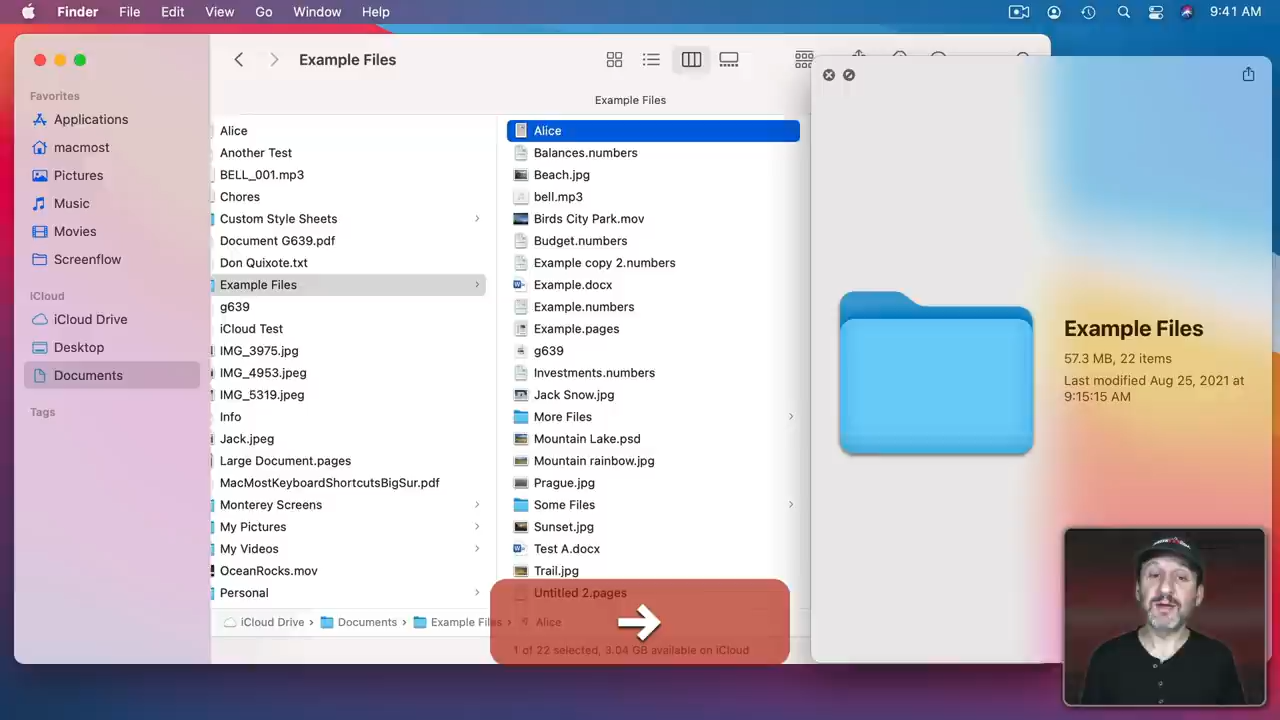 Finder File Edit View Go Window Help 9:41 AM
Example Files
Example Files
Favorites
Applications
macmost
Pictures
Music
Movies
Screenflow
iCloud
iCloud Drive
Desktop
Documents
Tags
Alice
Another Test
BELL_001.mp3
Chores
Custom Style Sheets
Document G639.pdf
Don Quixote.txt
Example Files
g639
iCloud Test
IMG_3975.jpg
IMG_4953.jpeg
IMG_5319.jpeg
Info
Jack.jpeg
Large Document.pages
MacMostKeyboardShortcutsBigSur.pdf
Monterey Screens
My Pictures
My Videos
OceanRocks.mov
Personal
Alice
Balances.numbers
Beach.jpg
bell.mp3
Birds City Park.mov
Budget.numbers
Example copy 2.numbers
Example.docx
Example.numbers
Example.pages
g639
Investments.numbers
Jack Snow.jpg
More Files
Mountain Lake.psd
Mountain rainbow.jpg
Prague.jpg
Some Files
Sunset.jpg
Test A.docx
Trail.jpg
Untitled 2.pages
iCloud Drive › Documents › Example Files › Alice
1 of 22 selected, 3.04 GB available on iCloud
Example Files
57.3 MB, 22 items
Last modified Aug 25, 2021 at
9:15:15 AM